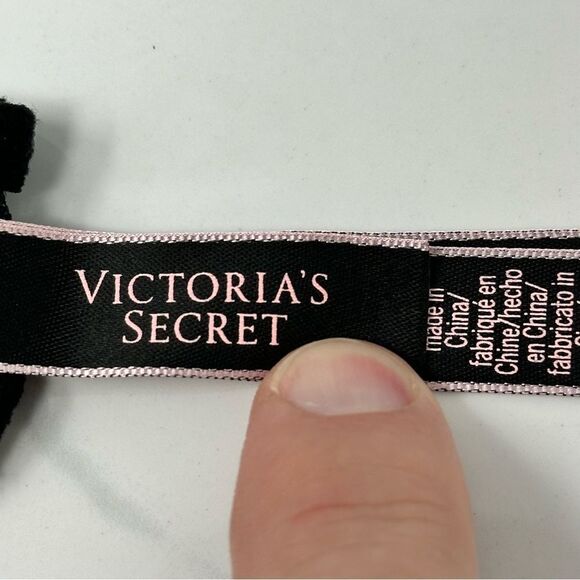 VICTORIA'S
SECRET
made in
China/
fabriqué en
Chine/hecho
en China/
fabbricato in